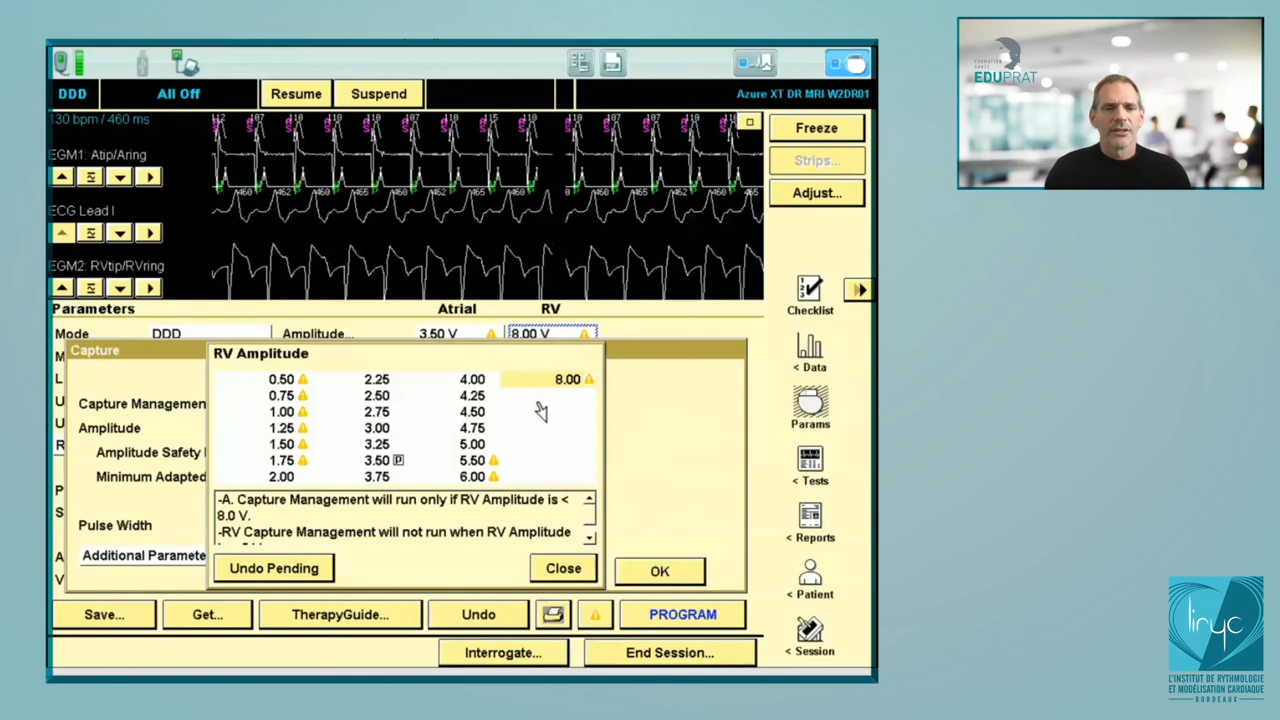 DDD
All Off
Resume
Suspend
Azure XT DR MRI W2DR01
130 bpm / 460 ms
EGM1: Atip/Aring
ECG Lead I
EGM2: RVtip/RVring
Freeze
Strips...
Adjust...
Checklist
< Data
Params
< Tests
< Reports
< Patient
< Session
Parameters
Atrial
RV
Mode
DDD
Amplitude...
3.50 V
8.00 V
Capture
Capture Managemen
Amplitude
Amplitude Safety
Minimum Adapted
Pulse Width
Additional Paramete
RV Amplitude
0.50 2.25 4.00 8.00
0.75 2.50 4.25
1.00 2.75 4.50
1.25 3.00 4.75
1.50 3.25 5.00
1.75 3.50 P 5.50
2.00 3.75 6.00
-A. Capture Management will run only if RV Amplitude is <
8.0 V.
-RV Capture Management will not run when RV Amplitude
Undo Pending
Close
OK
Save...
Get...
TherapyGuide...
Undo
PROGRAM
Interrogate...
End Session...
FORMATION
SANTÉ
EDUPRAT
liryc
L'INSTITUT DE RYTHMOLOGIE
ET MODÉLISATION CARDIAQUE
BORDEAUX